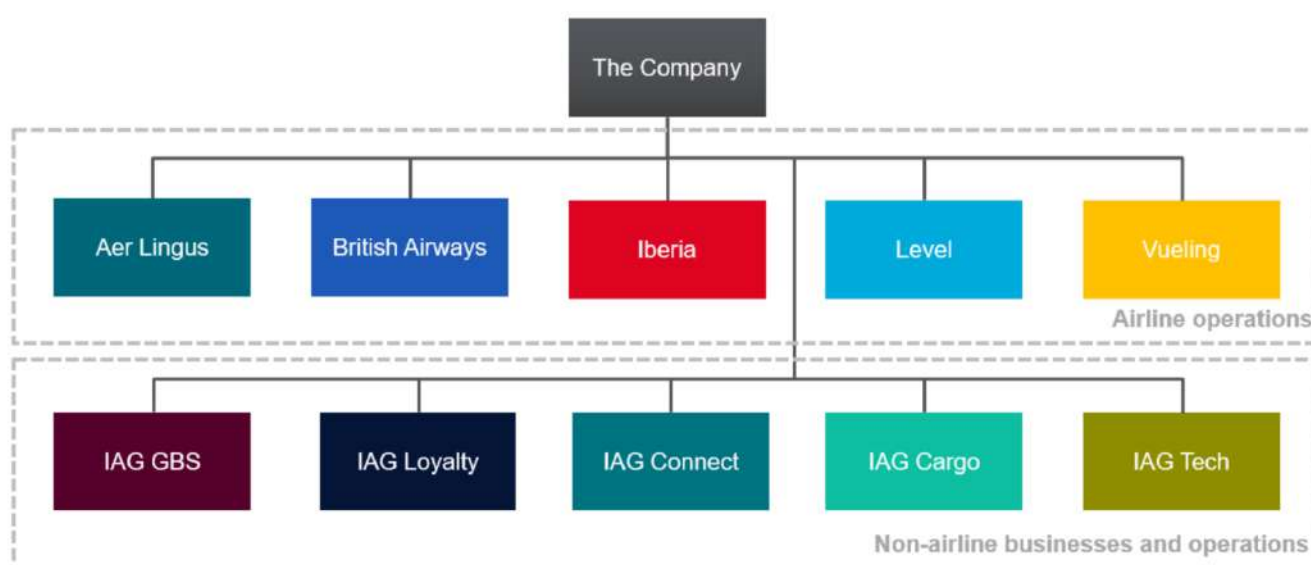 The Company
Aer Lingus
British Airways
Iberia
Level
Vueling
Airline operations
IAG GBS
IAG Loyalty
IAG Connect
IAG Cargo
IAG Tech
Non-airline businesses and operations